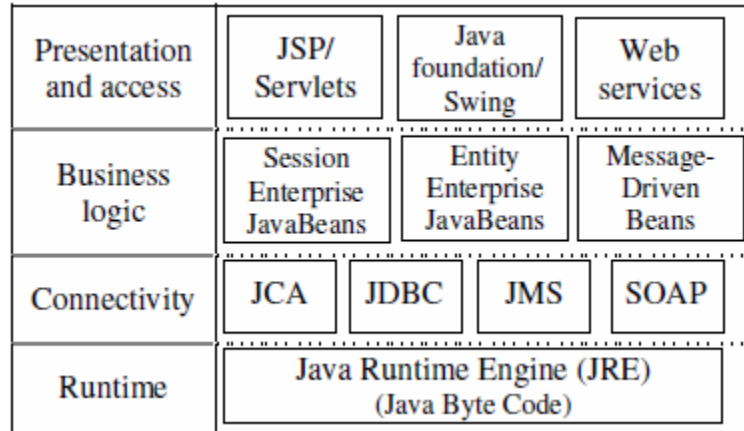 Presentation
and access
JSP/
Servlets
Java
foundation/
Swing
Web
services
Business
logic
Session
Enterprise
JavaBeans
Entity
Enterprise
JavaBeans
Message-
Driven
Beans
Connectivity
JCA
JDBC
JMS
SOAP
Runtime
Java Runtime Engine (JRE)
(Java Byte Code)